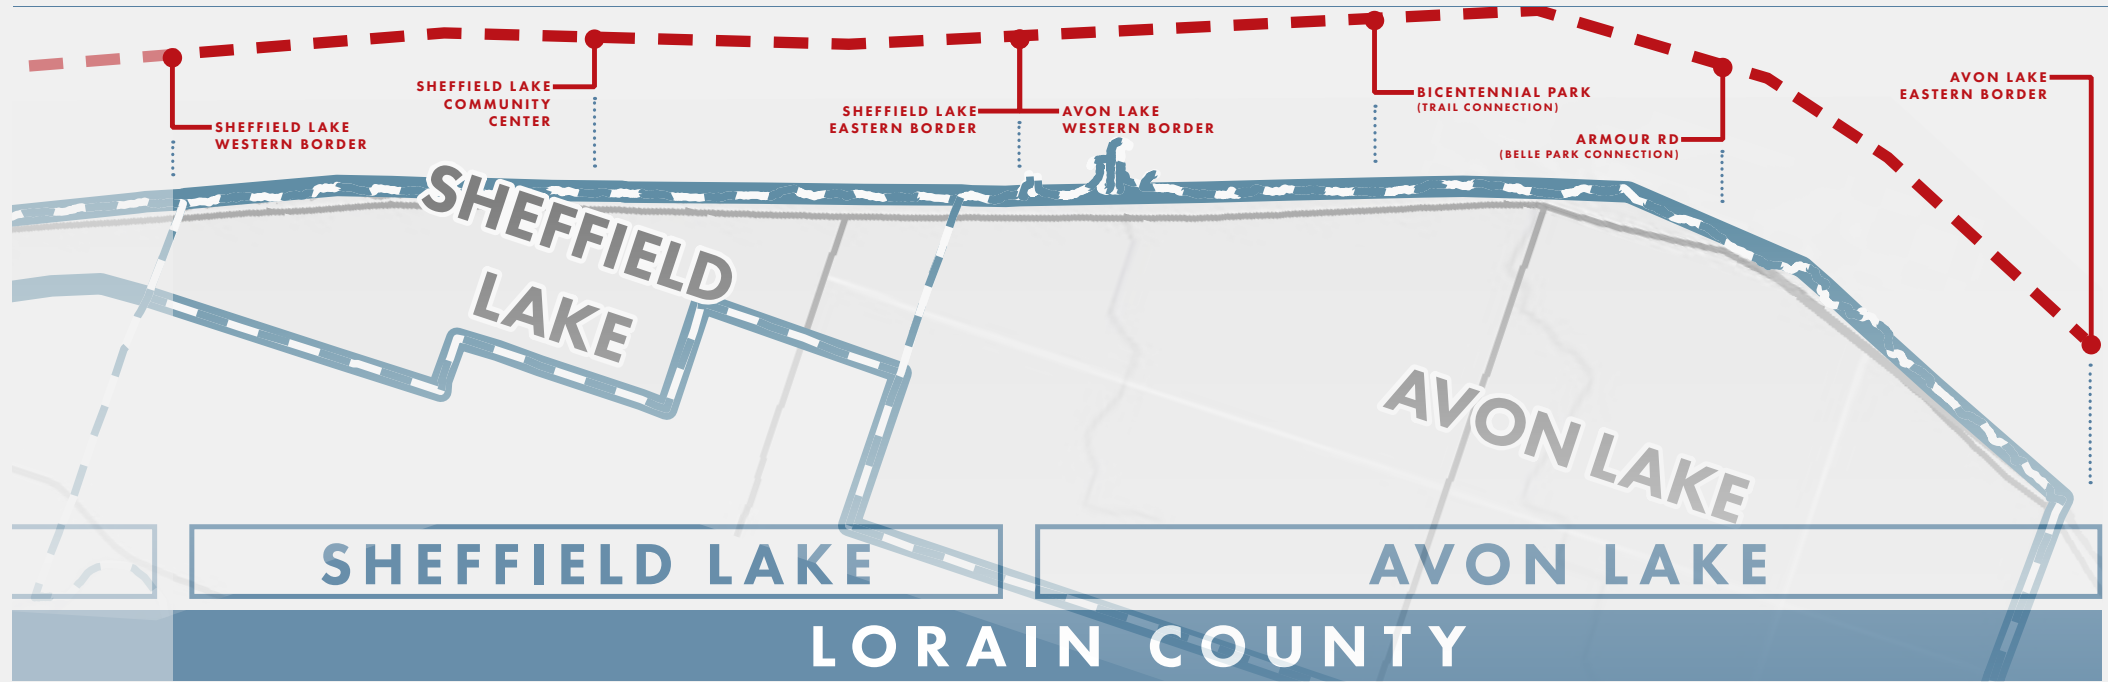 SHEFFIELD LAKE
WESTERN BORDER
SHEFFIELD LAKE
COMMUNITY
CENTER
SHEFFIELD LAKE
EASTERN BORDER
AVON LAKE
WESTERN BORDER
BICENTENNIAL PARK
(TRAIL CONNECTION)
ARMOUR RD
(BELLE PARK CONNECTION)
AVON LAKE
EASTERN BORDER
SHEFFIELD
LAKE
AVON LAKE
SHEFFIELD LAKE
AVON LAKE
LORAIN COUNTY